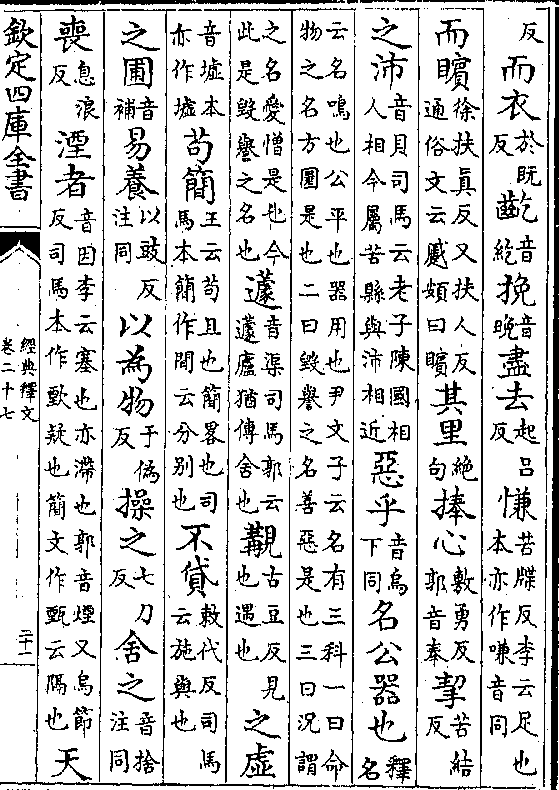 反而衣於既反齕音紇挽音晚盡去起呂反慊苦牒反李云足也本亦作嗛音同
而矉徐扶真反又扶人反通俗文云蹙頞曰矉其里絶句捧心敷勇反郭音奉挈苦結反
之沛音貝司馬云老子陳國相人相今屬苦縣與沛相近惡乎音烏下同名公器也釋名
云名鳴也公平也器用也尹文子云名有三科一曰命物之名方圓是也二曰毀譽之名善惡是也三曰況謂
之名愛憎是也今此是毀譽之名也蘧音渠司馬郭云蘧廬猶傳舍也覯古豆反見也遇也之虛
音墟本亦作墟苟簡王云苟且也簡畧也司馬本簡作間云分别也不貸敕代反司馬云施與也
之圃音補易養以豉反注同以為物于偽反操之七刀反舍之音捨注同
喪息浪反湮者音因李云塞也亦滯也郭音煙又烏節反司馬本作歅疑也簡文作甄云隔也天
欽定四庫全書
經典釋文
卷二十七
二十一